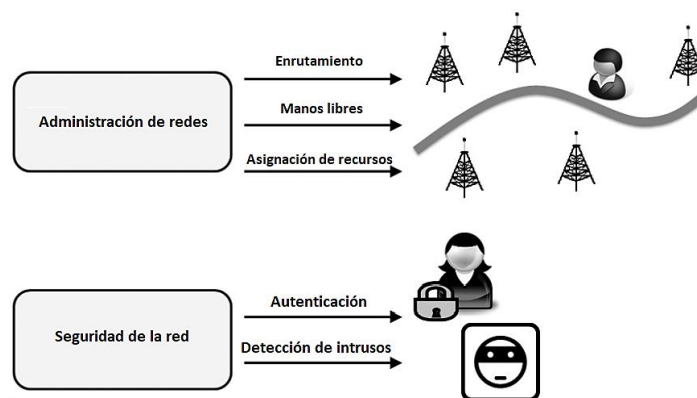 Enrutamiento
Administración de redes
Manos libres
Asignación de recursos
Seguridad de la red
Autenticación
Detección de intrusos